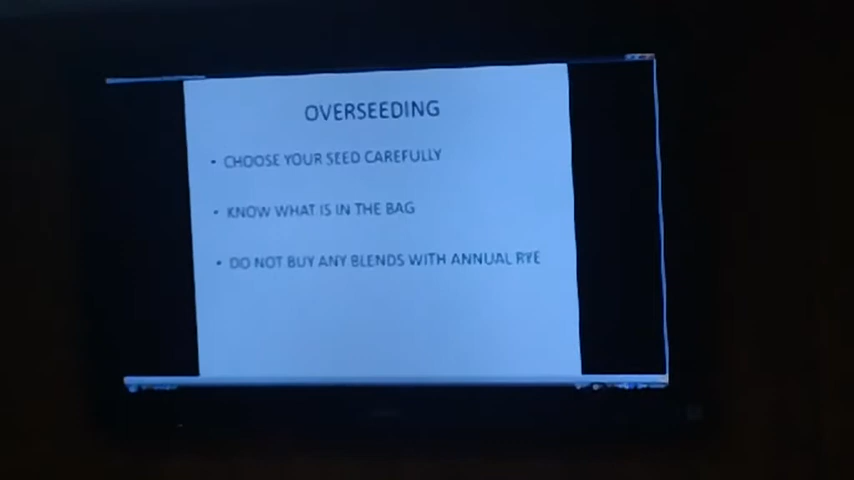 OVERSEEDING
• CHOOSE YOUR SEED CAREFULLY
• KNOW WHAT IS IN THE BAG
• DO NOT BUY ANY BLENDS WITH ANNUAL RYE